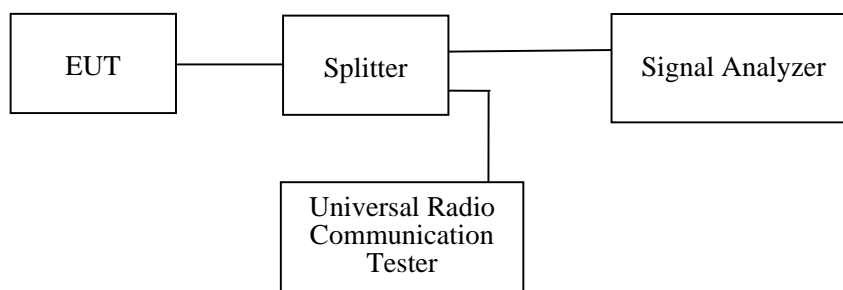 EUT
Splitter
Signal Analyzer
Universal Radio
Communication
Tester